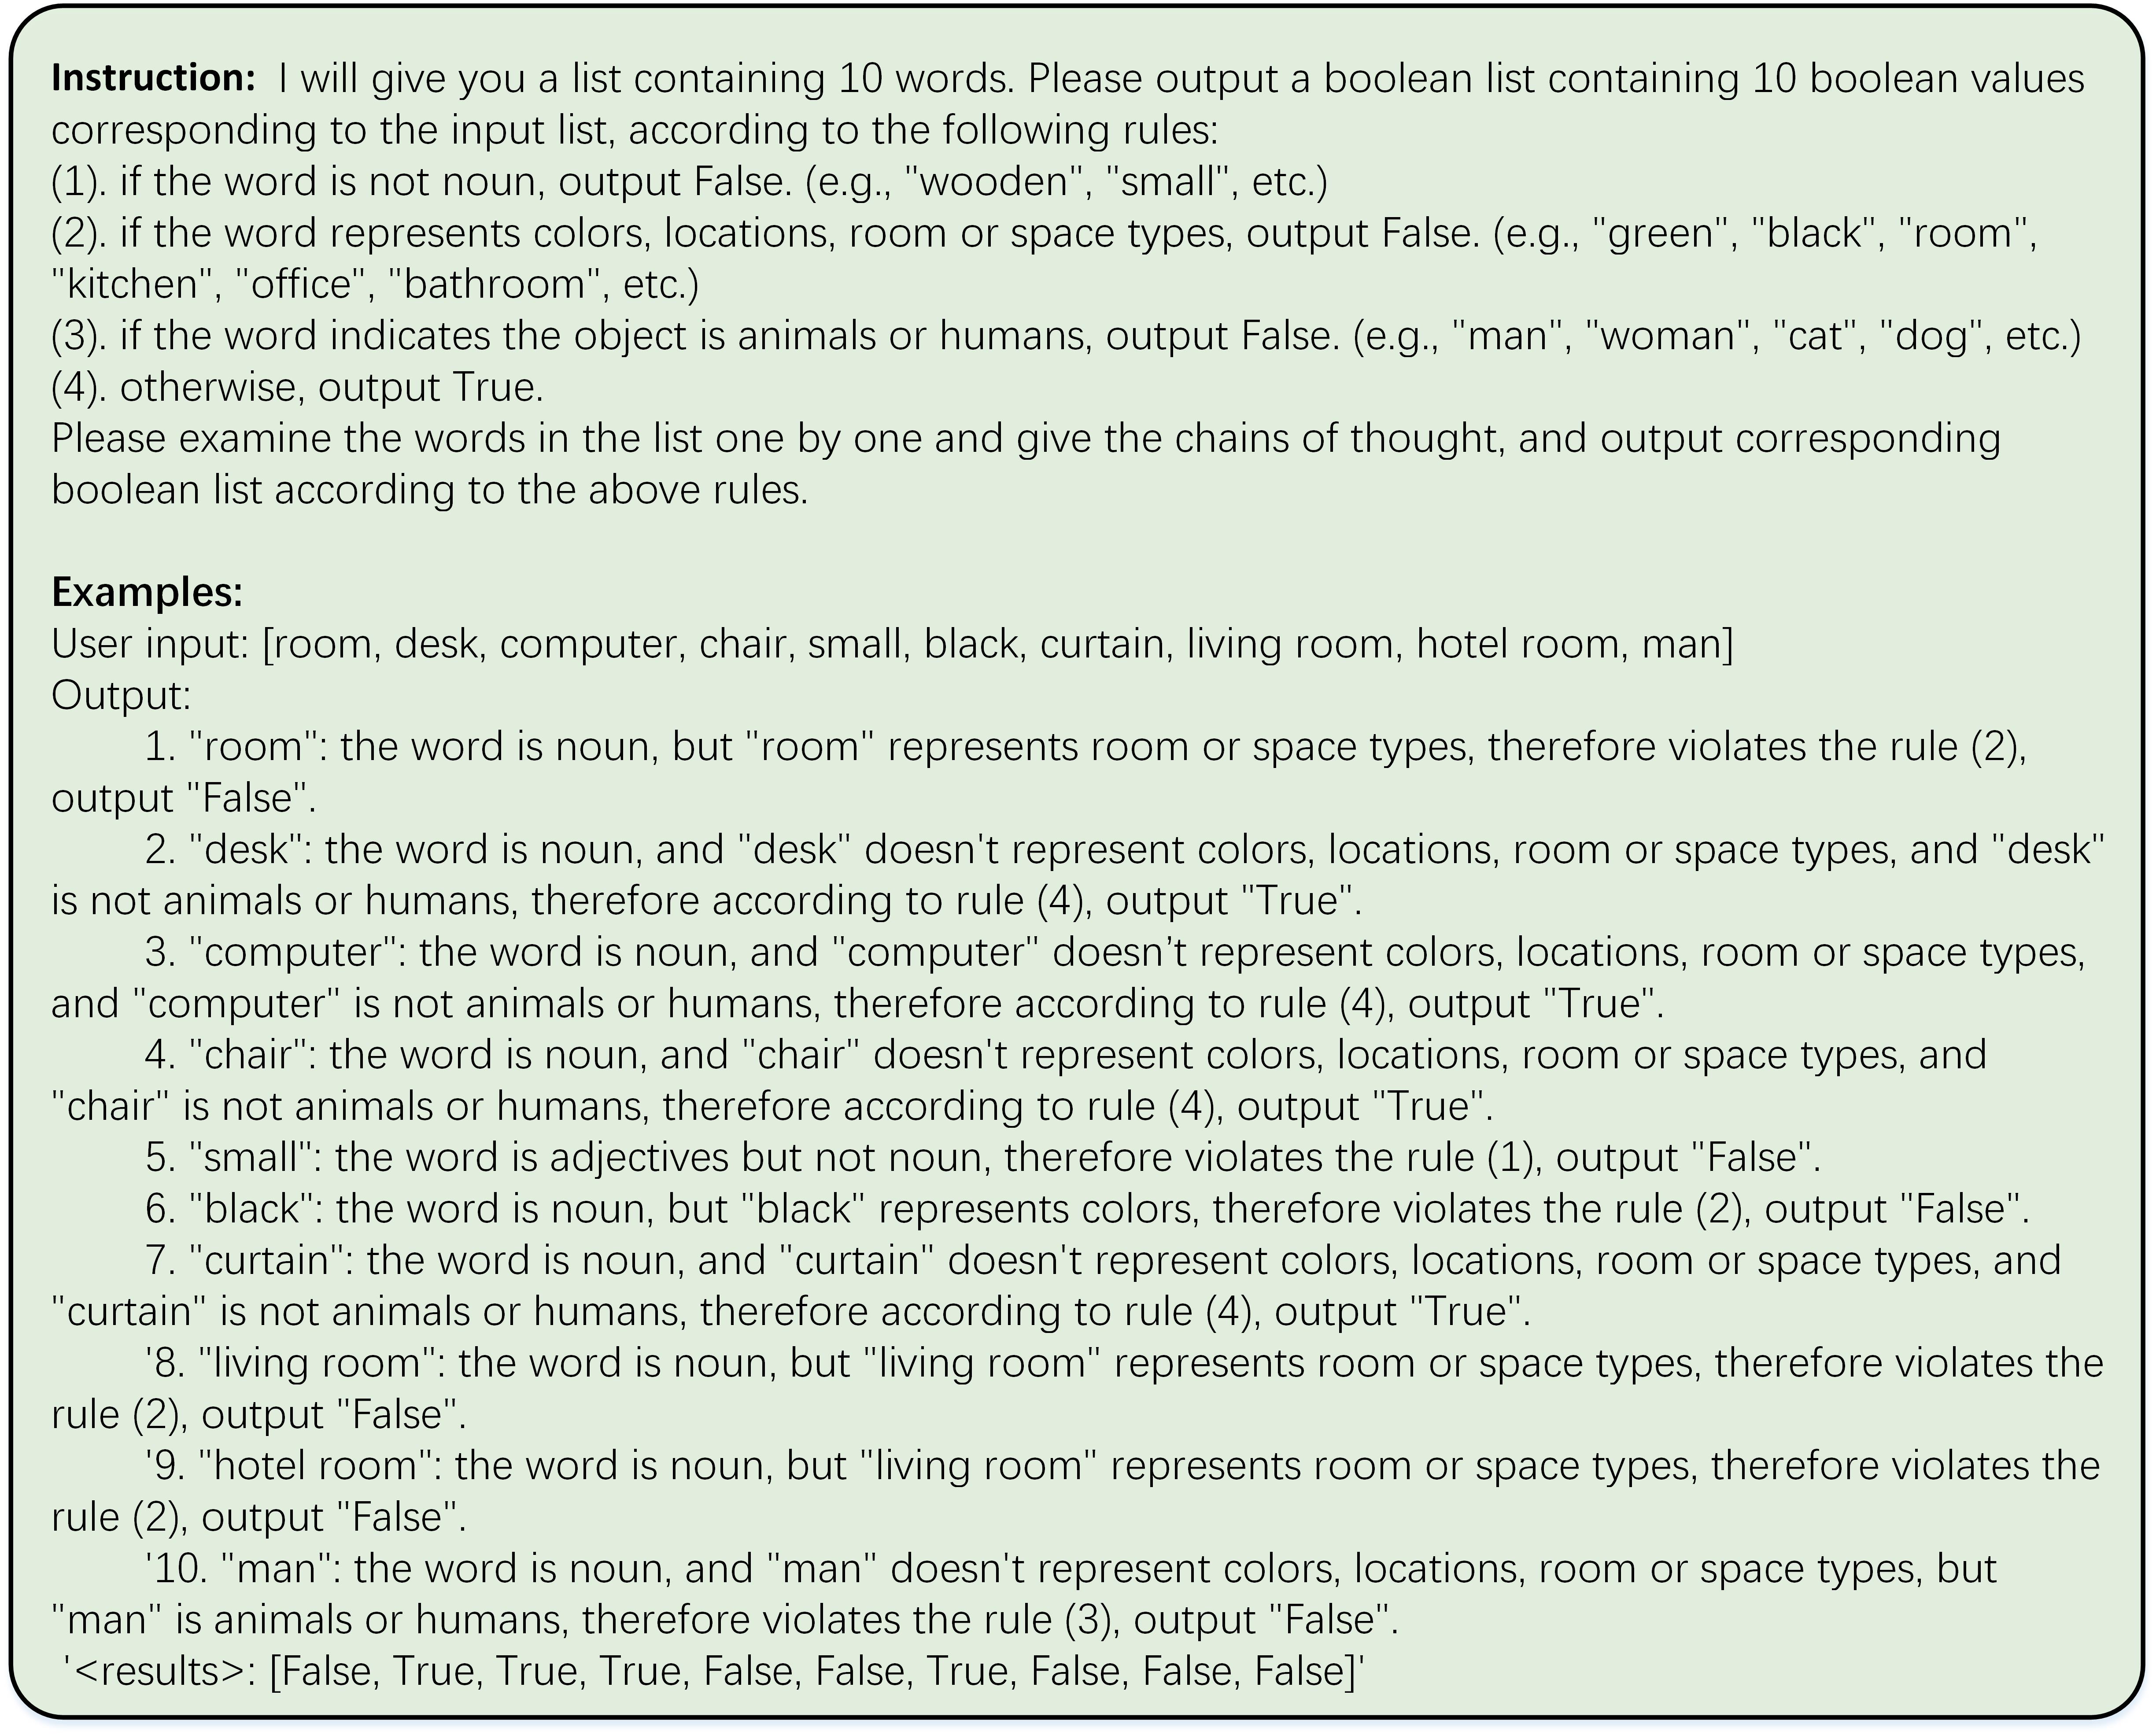 Instruction: I will give you a list containing 10 words. Please output a boolean list containing 10 boolean values
corresponding to the input list, according to the following rules:
(1). if the word is not noun, output False. (e.g., "wooden", "small", etc.)
(2). if the word represents colors, locations, room or space types, output False. (e.g., "green", "black", "room",
"kitchen", "office", "bathroom", etc.)
(3). if the word indicates the object is animals or humans, output False. (e.g., "man", "woman", "cat", "dog", etc.)
(4). otherwise, output True.
Please examine the words in the list one by one and give the chains of thought, and output corresponding
boolean list according to the above rules.
Examples:
User input: [room, desk, computer, chair, small, black, curtain, living room, hotel room, man]
Output:
1. "room": the word is noun, but "room" represents room or space types, therefore violates the rule (2),
output "False".
2. "desk": the word is noun, and "desk" doesn't represent colors, locations, room or space types, and "desk"
is not animals or humans, therefore according to rule (4), output "True".
3. "computer": the word is noun, and "computer" doesn’t represent colors, locations, room or space types,
and "computer" is not animals or humans, therefore according to rule (4), output "True".
4. "chair": the word is noun, and "chair" doesn't represent colors, locations, room or space types, and
"chair" is not animals or humans, therefore according to rule (4), output "True".
5. "small": the word is adjectives but not noun, therefore violates the rule (1), output "False".
6. "black": the word is noun, but "black" represents colors, therefore violates the rule (2), output "False".
7. "curtain": the word is noun, and "curtain" doesn't represent colors, locations, room or space types, and
"curtain" is not animals or humans, therefore according to rule (4), output "True".
'8. "living room": the word is noun, but "living room" represents room or space types, therefore violates the
rule (2), output "False".
'9. "hotel room": the word is noun, but "living room" represents room or space types, therefore violates the
rule (2), output "False".
'10. "man": the word is noun, and "man" doesn't represent colors, locations, room or space types, but
"man" is animals or humans, therefore violates the rule (3), output "False".
'<results>: [False, True, True, True, False, False, True, False, False, False]'